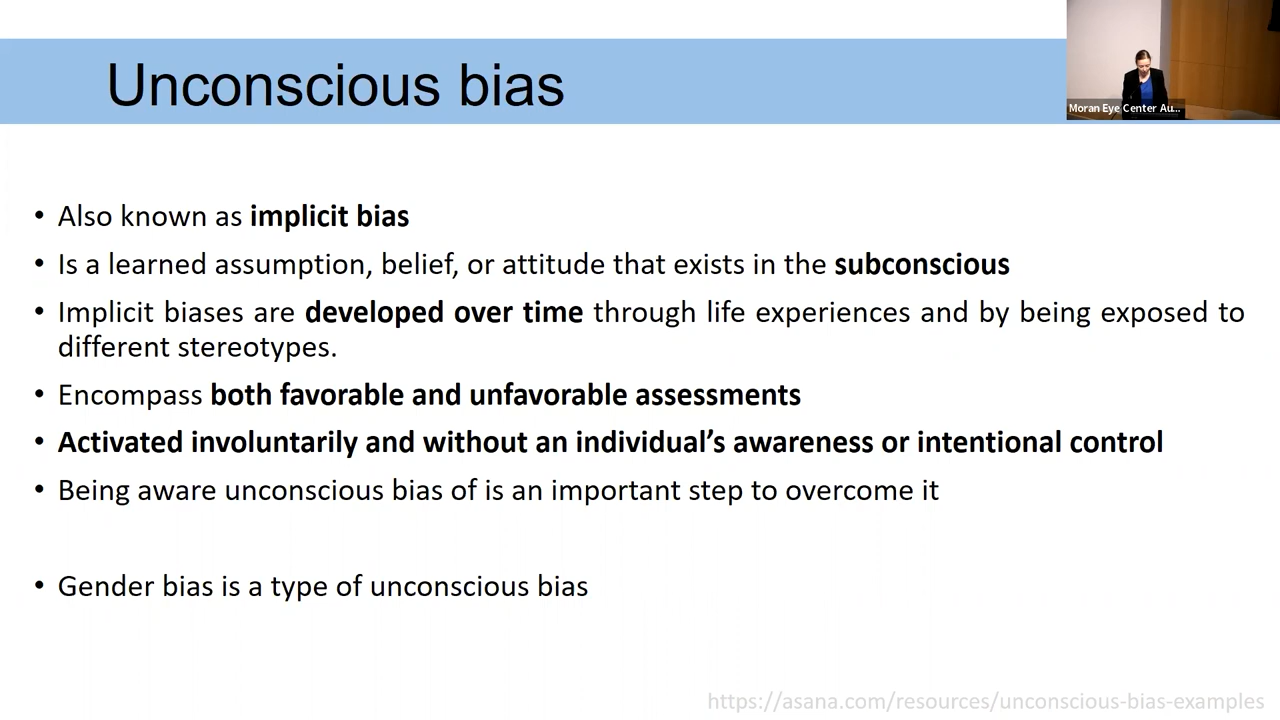 Unconscious bias
Moran Eye Center Au...
• Also known as implicit bias
• Is a learned assumption, belief, or attitude that exists in the subconscious
• Implicit biases are developed over time through life experiences and by being exposed to
different stereotypes.
• Encompass both favorable and unfavorable assessments
• Activated involuntarily and without an individual’s awareness or intentional control
• Being aware unconscious bias of is an important step to overcome it
• Gender bias is a type of unconscious bias
https://asana.com/resources/unconscious-bias-examples